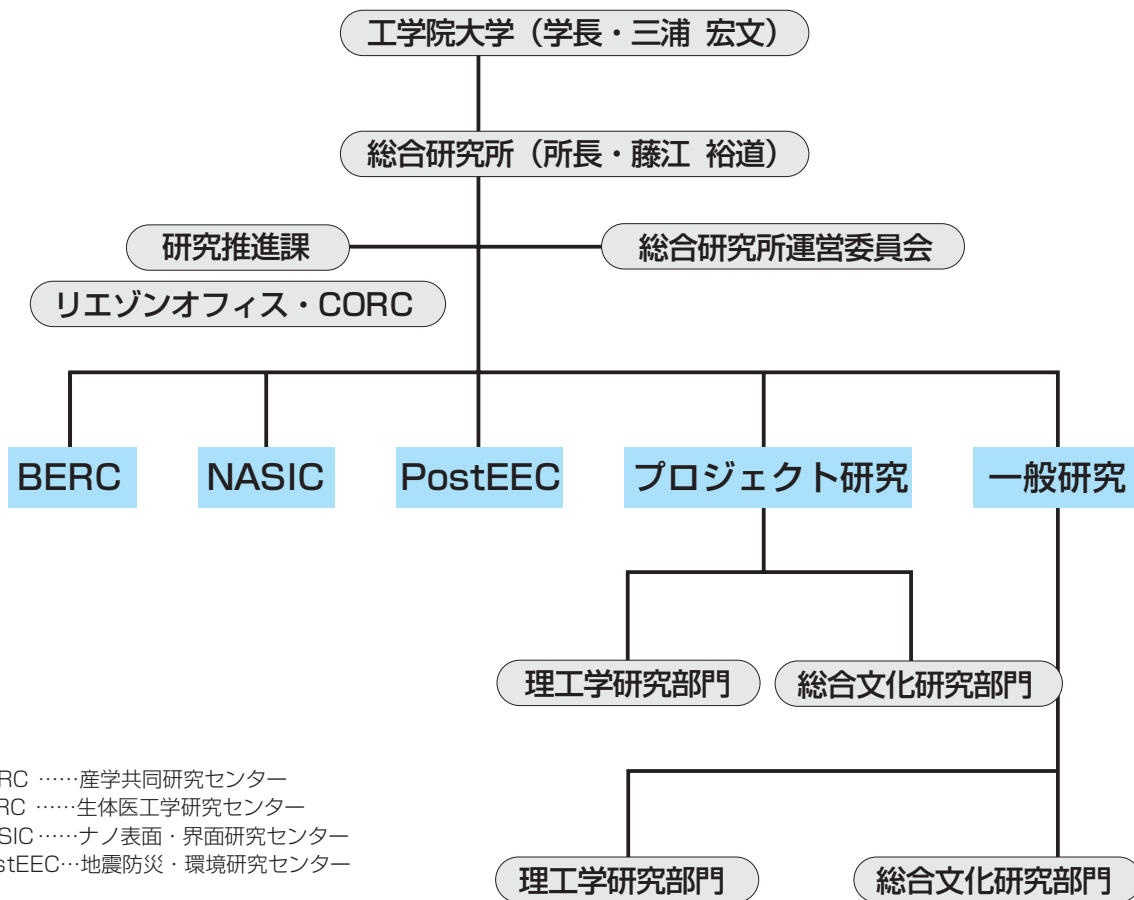 工学院大学（学長・三浦 宏文）
総合研究所（所長・藤江 裕道）
研究推進課
総合研究所運営委員会
リエゾンオフィス・CORC
BERC
NASIC
PostEEC
プロジェクト研究
一般研究
理工学研究部門
総合文化研究部門
RC ……産学共同研究センター
RC ……生体医工学研究センター
SIC……ナノ表面・界面研究センター
stEEC…地震防災・環境研究センター
理工学研究部門
総合文化研究部門